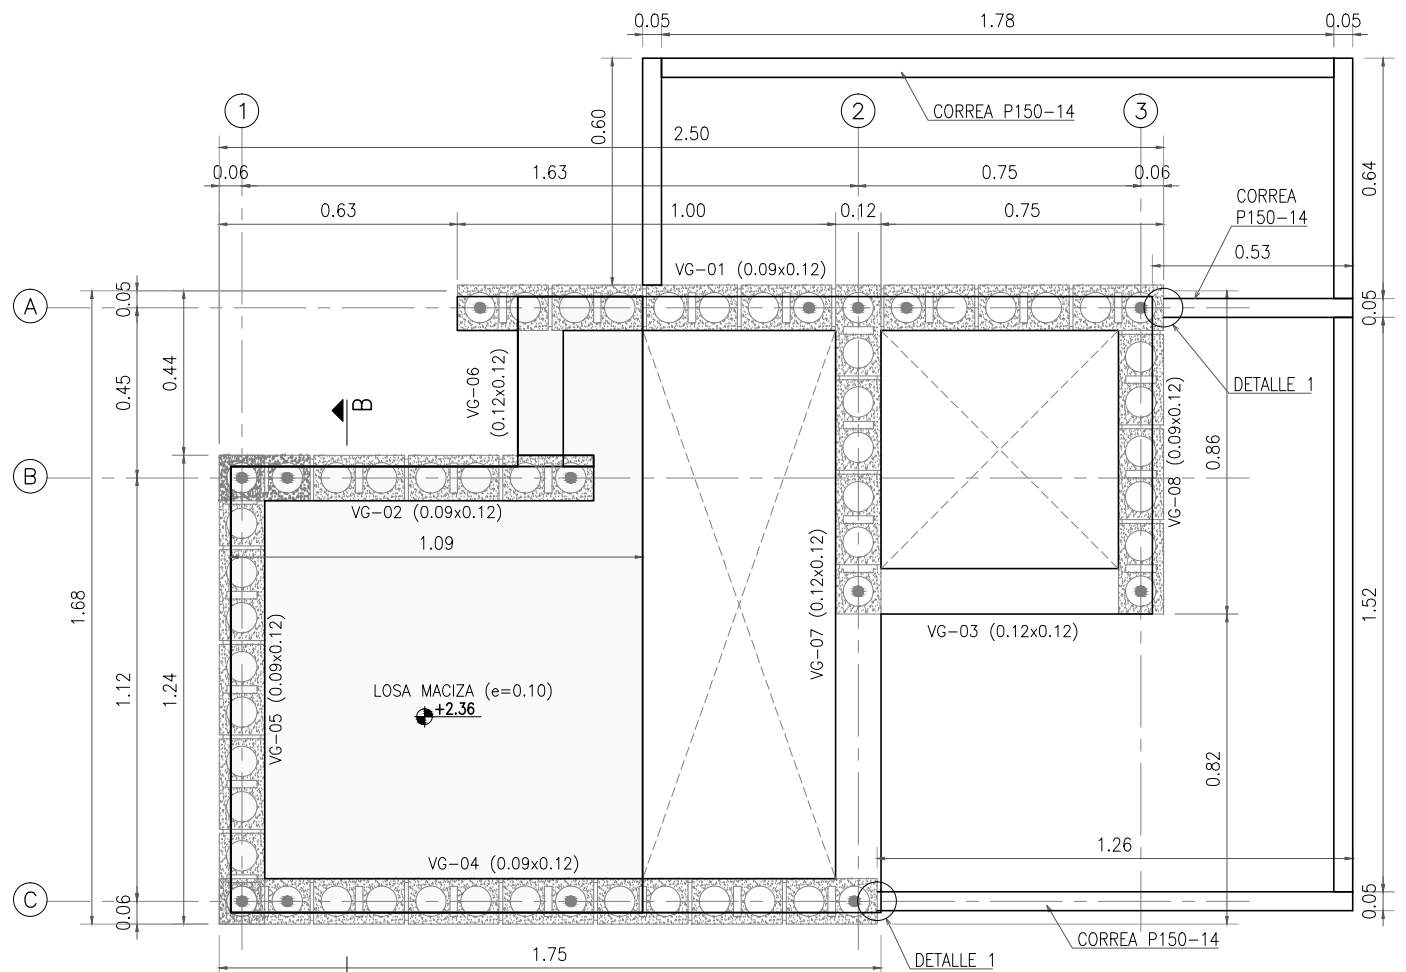 0.05
1.78
0.05
CORREA P150-14
1
2
3
0.60
2.50
0.64
0.06
1.63
0.75
0.06
CORREA
P150-14
0.63
1.00
0.12
0.75
0.53
VG-01 (0.09x0.12)
A
0.05
0.05
0.45
0.44
VG-06
(0.12x0.12)
B
DETALLE 1
VG-08 (0.09x0.12)
0.86
B
VG-02 (0.09x0.12)
1.09
1.68
VG-07 (0.12x0.12)
1.52
VG-03 (0.12x0.12)
1.12
1.24
VG-05 (0.09x0.12)
LOSA MACIZA (e=0.10)
+2.36
0.82
VG-04 (0.09x0.12)
1.26
C
0.06
0.05
CORREA P150-14
1.75
DETALLE 1